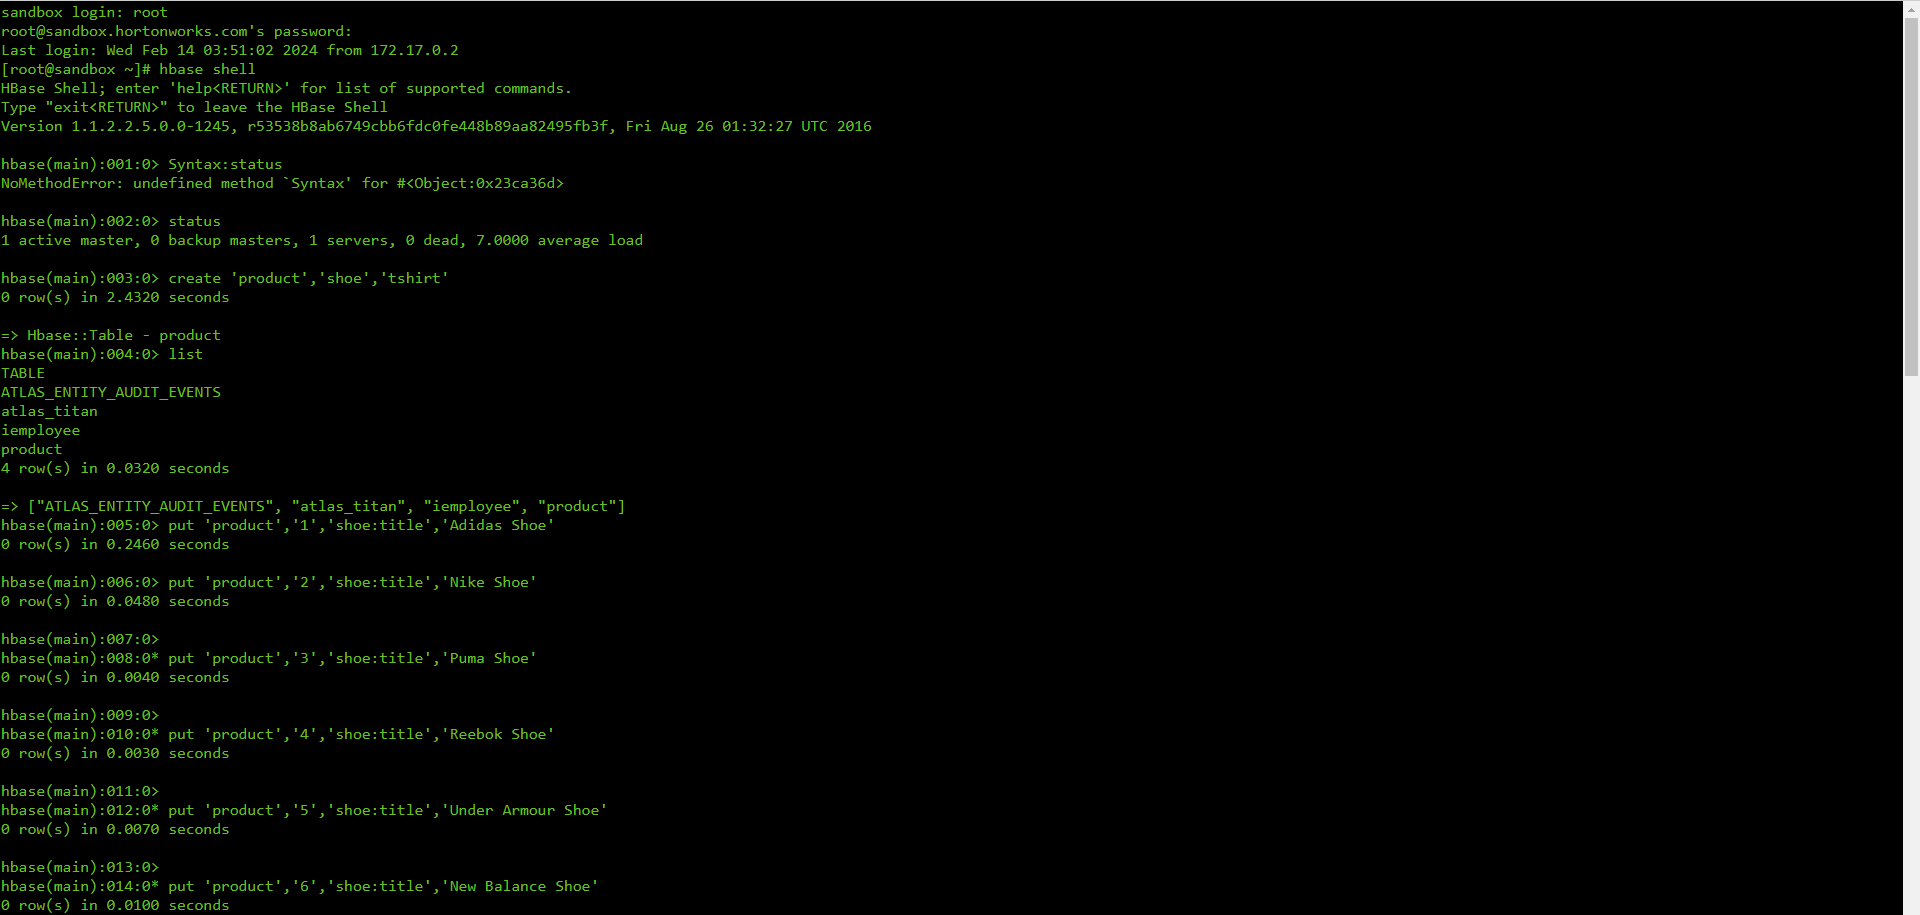 sandbox login: root
root@sandbox.hortonworks.com's password:
Last login: Wed Feb 14 03:51:02 2024 from 172.17.0.2
[root@sandbox ~]# hbase shell
HBase Shell; enter 'help<RETURN>' for list of supported commands.
Type "exit<RETURN>" to leave the HBase Shell
Version 1.1.2.2.5.0.0-1245, r53538b8ab6749cbb6fdc0fe448b89aa82495fb3f, Fri Aug 26 01:32:27 UTC 2016
hbase(main):001:0> Syntax:status
NoMethodError: undefined method `Syntax' for #<Object:0x23ca36d>
hbase(main):002:0> status
1 active master, 0 backup masters, 1 servers, 0 dead, 7.0000 average load
hbase(main):003:0> create 'product','shoe','tshirt'
0 row(s) in 2.4320 seconds
=> Hbase::Table - product
hbase(main):004:0> list
TABLE
ATLAS_ENTITY_AUDIT_EVENTS
atlas_titan
iemployee
product
4 row(s) in 0.0320 seconds
=> ["ATLAS_ENTITY_AUDIT_EVENTS", "atlas_titan", "iemployee", "product"]
hbase(main):005:0> put 'product','1','shoe:title','Adidas Shoe'
0 row(s) in 0.2460 seconds
hbase(main):006:0> put 'product','2','shoe:title','Nike Shoe'
0 row(s) in 0.0480 seconds
hbase(main):007:0>
hbase(main):008:0* put 'product','3','shoe:title','Puma Shoe'
0 row(s) in 0.0040 seconds
hbase(main):009:0>
hbase(main):010:0* put 'product','4','shoe:title','Reebok Shoe'
0 row(s) in 0.0030 seconds
hbase(main):011:0>
hbase(main):012:0* put 'product','5','shoe:title','Under Armour Shoe'
0 row(s) in 0.0070 seconds
hbase(main):013:0>
hbase(main):014:0* put 'product','6','shoe:title','New Balance Shoe'
0 row(s) in 0.0100 seconds